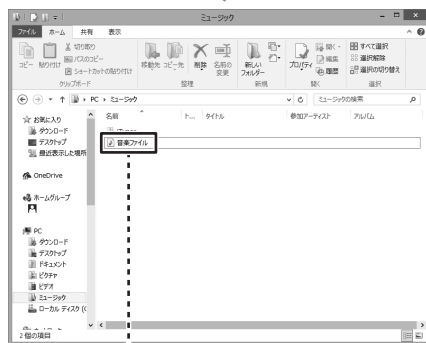 ミュージック
ファイル ホーム 共有 表示
コピー 貼り付け 切り取り パスのコピー ショートカットの貼り付け 移動先 コピー先 削除 名前の変更 新しいフォルダー プロパティ 開く 編集 履歴 すべて選択 選択解除 選択の切り替え
クリップボード 整理 新規 開く 選択
PC ミュージック ミュージックの検索
名前 ト... タイトル 参加アーティスト アルバム
iTunes
音楽ファイル
お気に入り
ダウンロード
デスクトップ
最近表示した場所
OneDrive
ホームグループ
PC
ダウンロード
デスクトップ
ドキュメント
ピクチャ
ビデオ
ミュージック
ローカル ディスク (C
2 個の項目